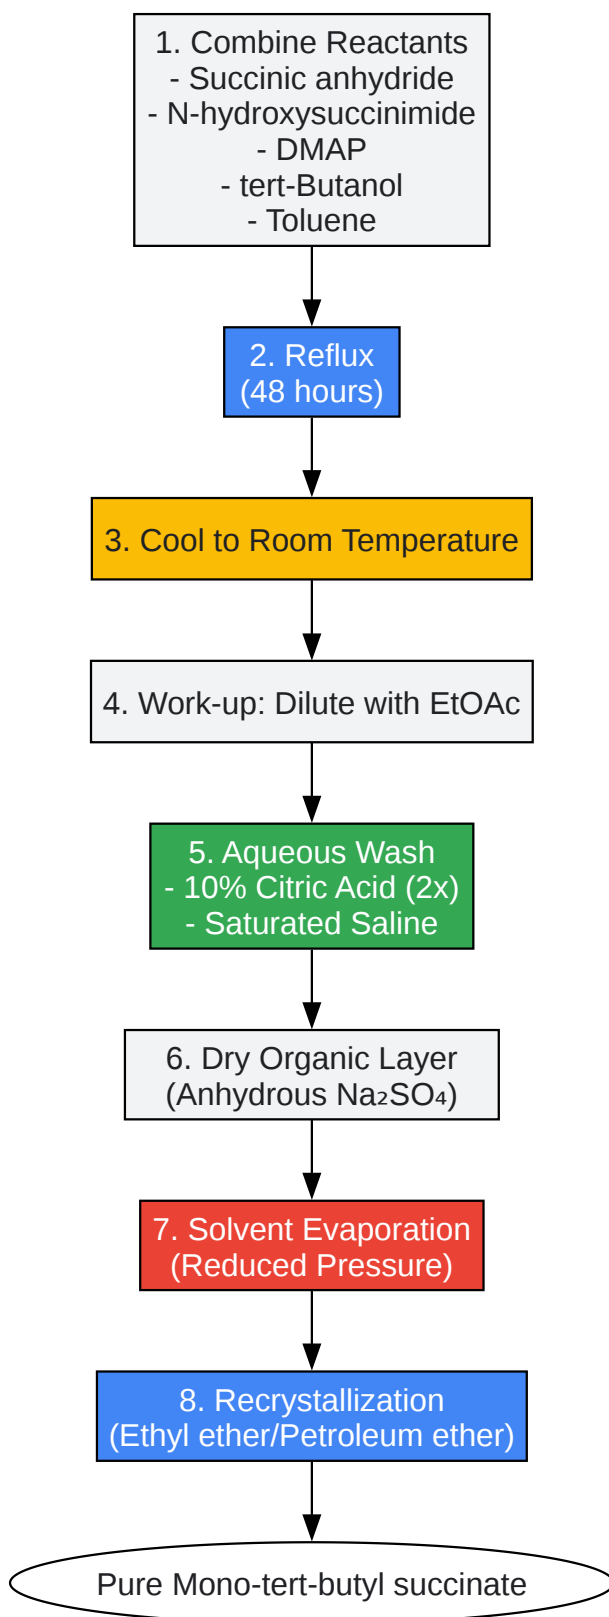 1. Combine Reactants
- Succinic anhydride
- N-hydroxysuccinimide
- DMAP
- tert-Butanol
- Toluene
2. Reflux
(48 hours)
3. Cool to Room Temperature
4. Work-up: Dilute with EtOAc
5. Aqueous Wash
- 10% Citric Acid (2x)
- Saturated Saline
6. Dry Organic Layer
(Anhydrous Na₂SO₄)
7. Solvent Evaporation
(Reduced Pressure)
8. Recrystallization
(Ethyl ether/Petroleum ether)
Pure Mono-tert-butyl succinate